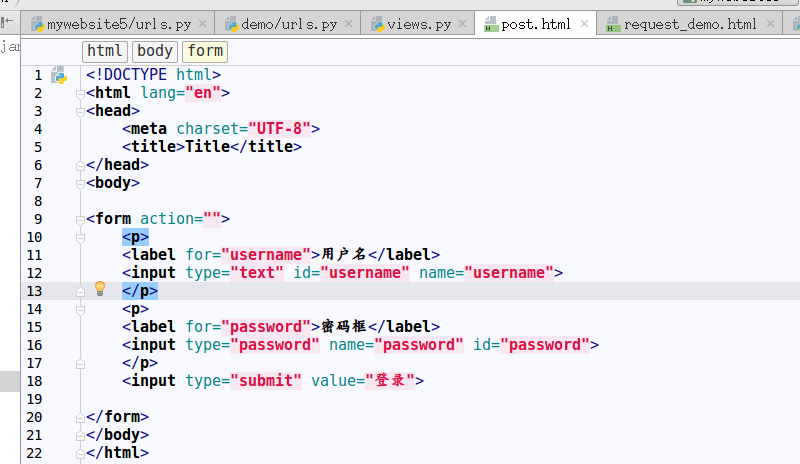 mywebsite5/urls.py demo/urls.py views.py post.html request_demo.html
html body form
1 <!DOCTYPE html>
2 <html lang="en">
3 <head>
4 <meta charset="UTF-8">
5 <title>Title</title>
6 </head>
7 <body>
8
9 <form action="">
10 <p>
11 <label for="username">用户名</label>
12 <input type="text" id="username" name="username">
13 </p>
14 <p>
15 <label for="password">密码框</label>
16 <input type="password" name="password" id="password">
17 </p>
18 <input type="submit" value="登录">
19
20 </form>
21 </body>
22 </html>